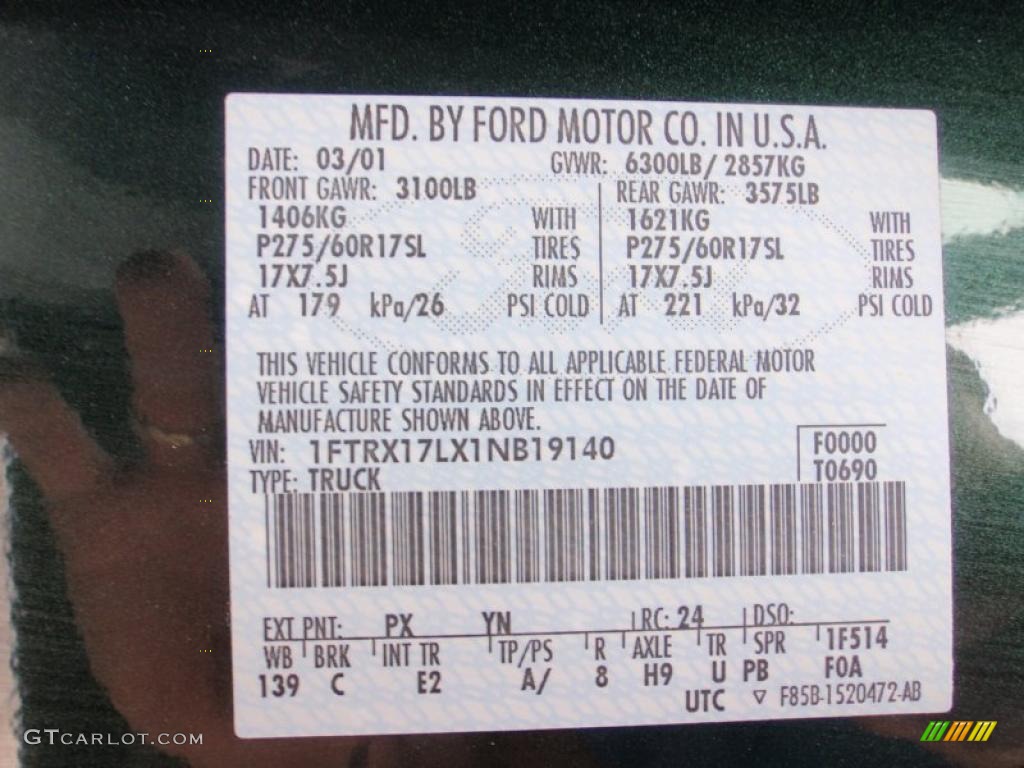 MFD. BY FORD MOTOR CO. IN U.S.A.
DATE: 03/01 GVWR: 6300LB/ 2857KG
FRONT GAWR: 3100LB REAR GAWR: 3575LB
1406KG WITH 1621KG WITH
P275/60R17SL TIRES P275/60R17SL TIRES
17X7.5J RIMS 17X7.5J RIMS
AT 179 kPa/26 PSI COLD AT 221 kPa/32 PSI COLD
THIS VEHICLE CONFORMS TO ALL APPLICABLE FEDERAL MOTOR
VEHICLE SAFETY STANDARDS IN EFFECT ON THE DATE OF
MANUFACTURE SHOWN ABOVE.
VIN: 1FTRX17LX1NB19140 F0000
TYPE: TRUCK T0690
EXT PNT: PX YN RC: 24 DSO:
WB BRK INT TR TP/PS R AXLE TR SPR 1F514
139 C E2 A/ 8 H9 U PB F0A
UTC ▽ F85B-1520472-AB
GTCARLOT.COM